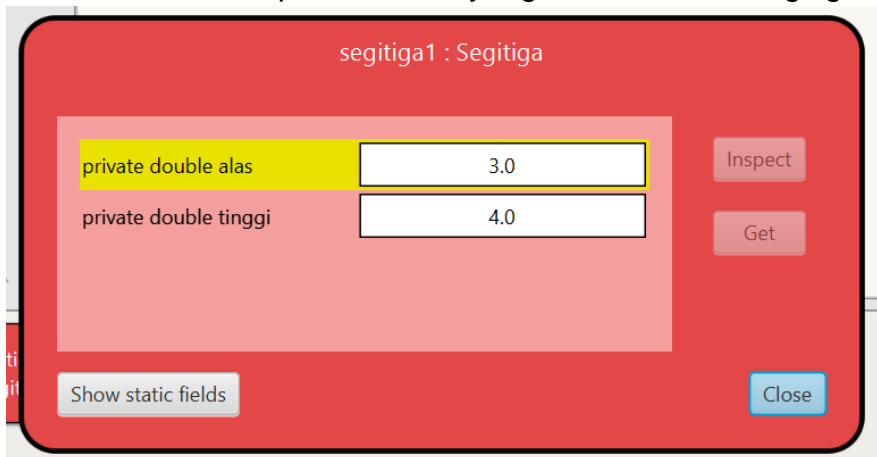 segitiga1 : Segitiga
private double alas 3.0
Inspect
private double tinggi 4.0
Get
Show static fields
Close